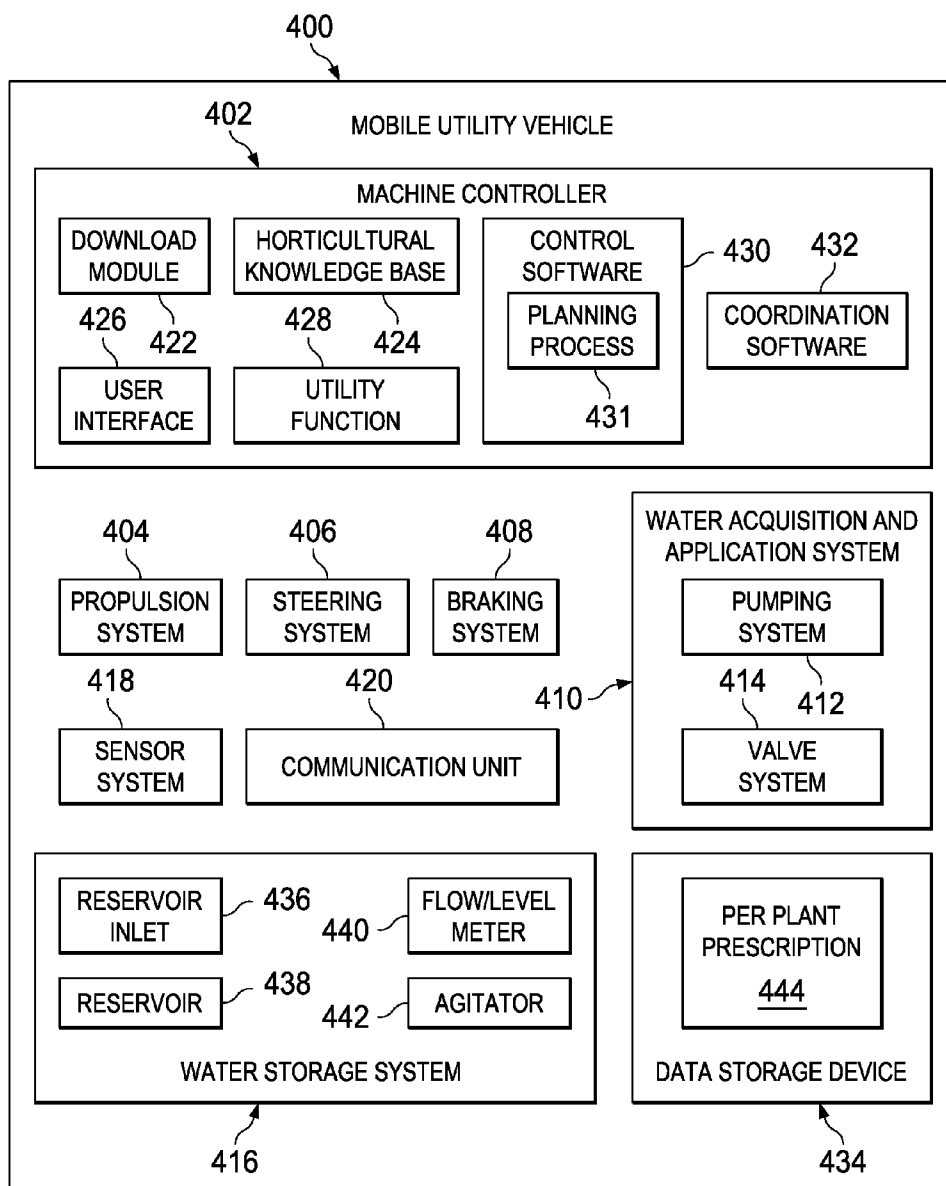 400
MOBILE UTILITY VEHICLE
402
MACHINE CONTROLLER
DOWNLOAD
MODULE
422
HORTICULTURAL
KNOWLEDGE BASE
424
426
USER
INTERFACE
428
UTILITY
FUNCTION
CONTROL
SOFTWARE
430
PLANNING
PROCESS
431
432
COORDINATION
SOFTWARE
404
PROPULSION
SYSTEM
406
STEERING
SYSTEM
408
BRAKING
SYSTEM
418
SENSOR
SYSTEM
420
COMMUNICATION UNIT
410
WATER ACQUISITION AND
APPLICATION SYSTEM
PUMPING
SYSTEM
412
414
VALVE
SYSTEM
RESERVOIR
INLET
436
440
FLOW/LEVEL
METER
RESERVOIR
438
442
AGITATOR
WATER STORAGE SYSTEM
416
PER PLANT
PRESCRIPTION
444
DATA STORAGE DEVICE
434